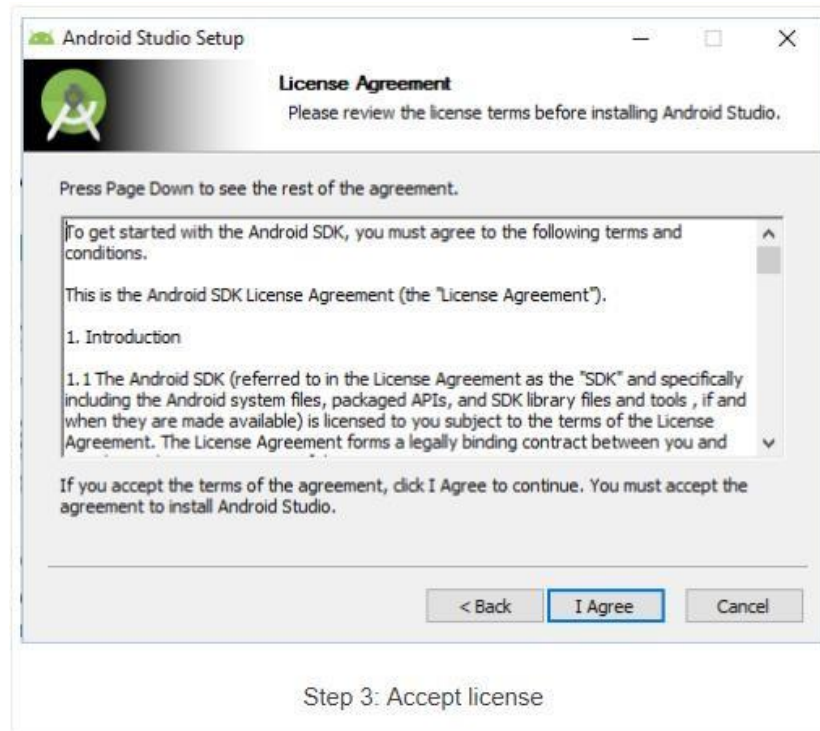 Android Studio Setup
License Agreement
Please review the license terms before installing Android Studio.
Press Page Down to see the rest of the agreement.
To get started with the Android SDK, you must agree to the following terms and
conditions.
This is the Android SDK License Agreement (the "License Agreement").
1. Introduction
1.1 The Android SDK (referred to in the License Agreement as the "SDK" and specifically
including the Android system files, packaged APIs, and SDK library files and tools , if and
when they are made available) is licensed to you subject to the terms of the License
Agreement. The License Agreement forms a legally binding contract between you and
If you accept the terms of the agreement, click I Agree to continue. You must accept the
agreement to install Android Studio.
< Back I Agree Cancel
Step 3: Accept license